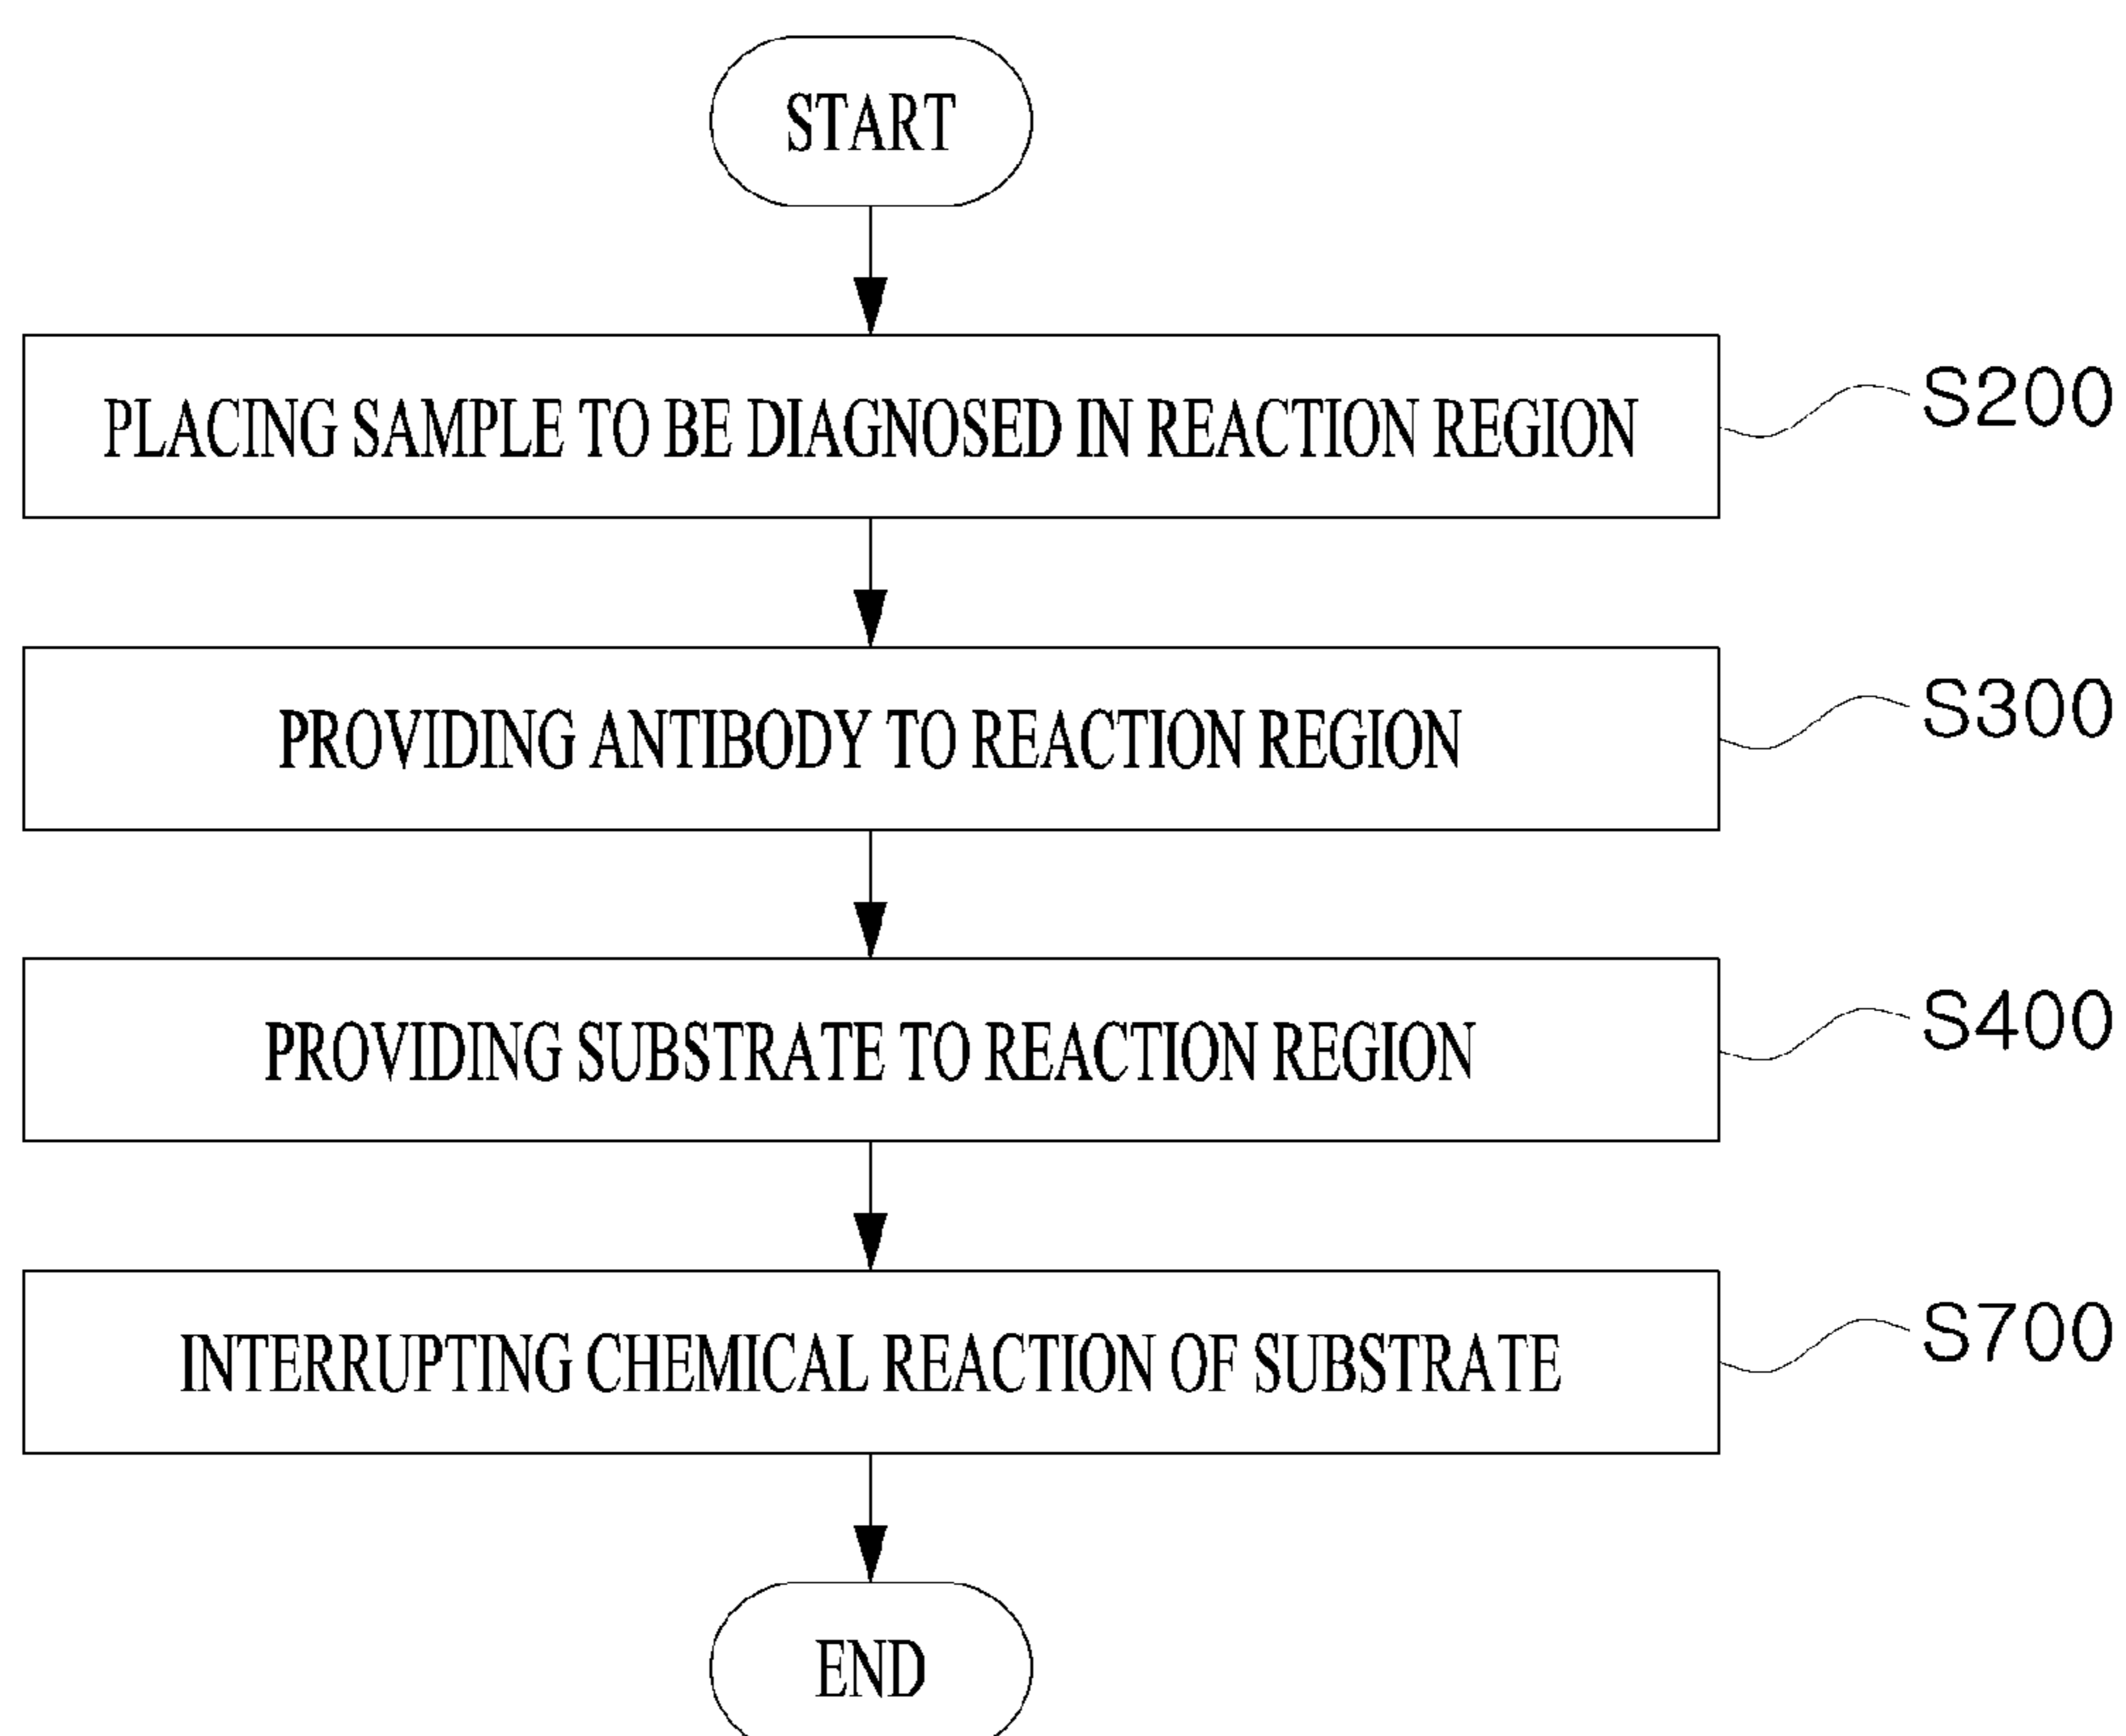 START
PLACING SAMPLE TO BE DIAGNOSED IN REACTION REGION
S200
PROVIDING ANTIBODY TO REACTION REGION
S300
PROVIDING SUBSTRATE TO REACTION REGION
S400
INTERRUPTING CHEMICAL REACTION OF SUBSTRATE
S700
END